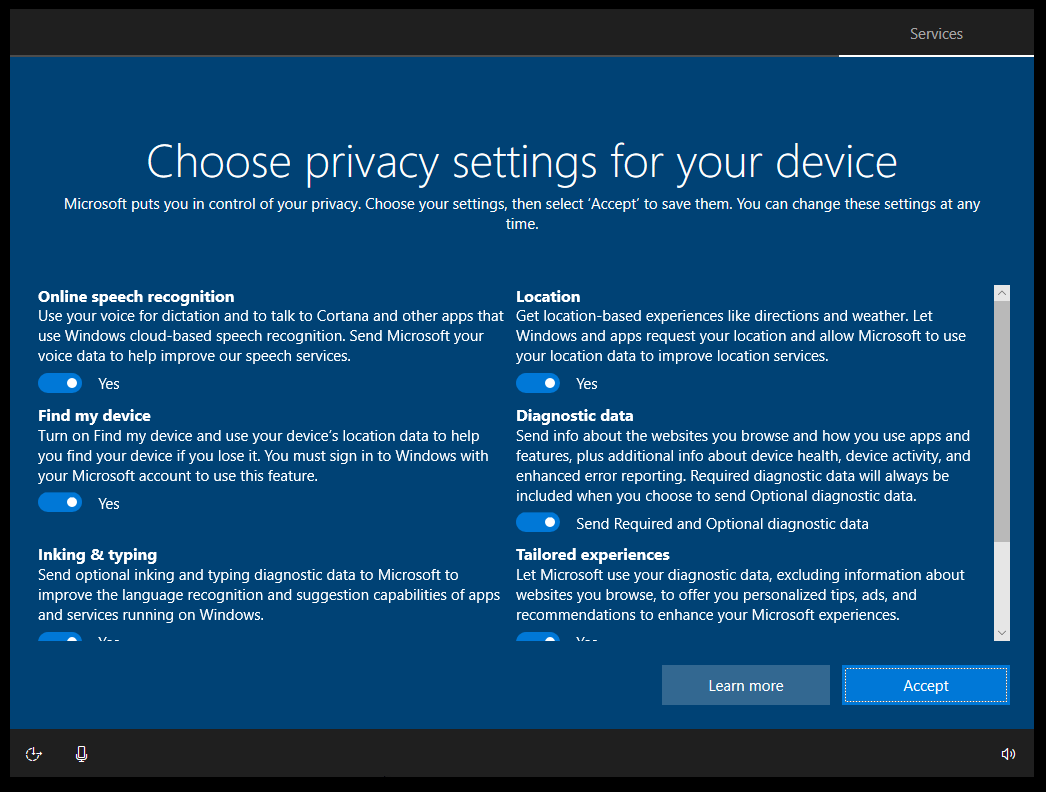 Services
Choose privacy settings for your device
Microsoft puts you in control of your privacy. Choose your settings, then select ‘Accept’ to save them. You can change these settings at any
time.
Online speech recognition
Use your voice for dictation and to talk to Cortana and other apps that
use Windows cloud-based speech recognition. Send Microsoft your
voice data to help improve our speech services.
Yes
Location
Get location-based experiences like directions and weather. Let
Windows and apps request your location and allow Microsoft to use
your location data to improve location services.
Yes
Find my device
Turn on Find my device and use your device’s location data to help
you find your device if you lose it. You must sign in to Windows with
your Microsoft account to use this feature.
Yes
Diagnostic data
Send info about the websites you browse and how you use apps and
features, plus additional info about device health, device activity, and
enhanced error reporting. Required diagnostic data will always be
included when you choose to send Optional diagnostic data.
Send Required and Optional diagnostic data
Inking & typing
Send optional inking and typing diagnostic data to Microsoft to
improve the language recognition and suggestion capabilities of apps
and services running on Windows.
Yes
Tailored experiences
Let Microsoft use your diagnostic data, excluding information about
websites you browse, to offer you personalized tips, ads, and
recommendations to enhance your Microsoft experiences.
Yes
Learn more
Accept